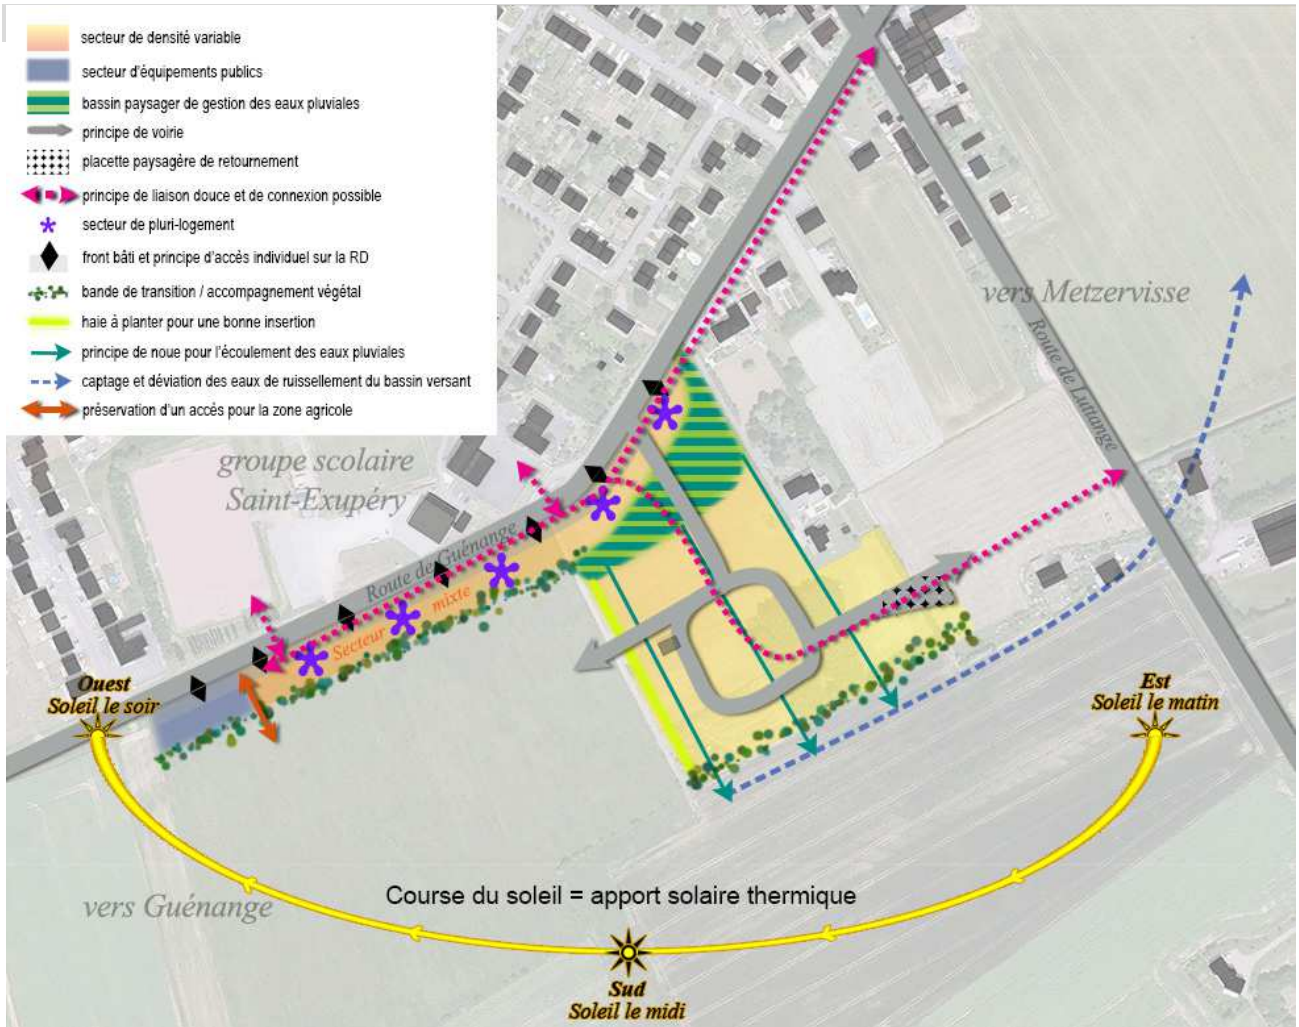 secteur de densité variable
secteur d'équipements publics
bassin paysager de gestion des eaux pluviales
principe de voirie
placette paysagère de retournement
principe de liaison douce et de connexion possible
secteur de pluri-logement
front bâti et principe d'accès individuel sur la RD
bande de transition / accompagnement végétal
haie à planter pour une bonne insertion
principe de noue pour l'écoulement des eaux pluviales
captage et déviation des eaux de ruissellement du bassin versant
préservation d'un accès pour la zone agricole
vers Metzervisse
Route de Luttange
groupe scolaire
Saint-Exupéry
Route de Guénange
Secteur mixte
Ouest
Soleil le soir
Est
Soleil le matin
vers Guénange
Course du soleil = apport solaire thermique
Sud
Soleil le midi